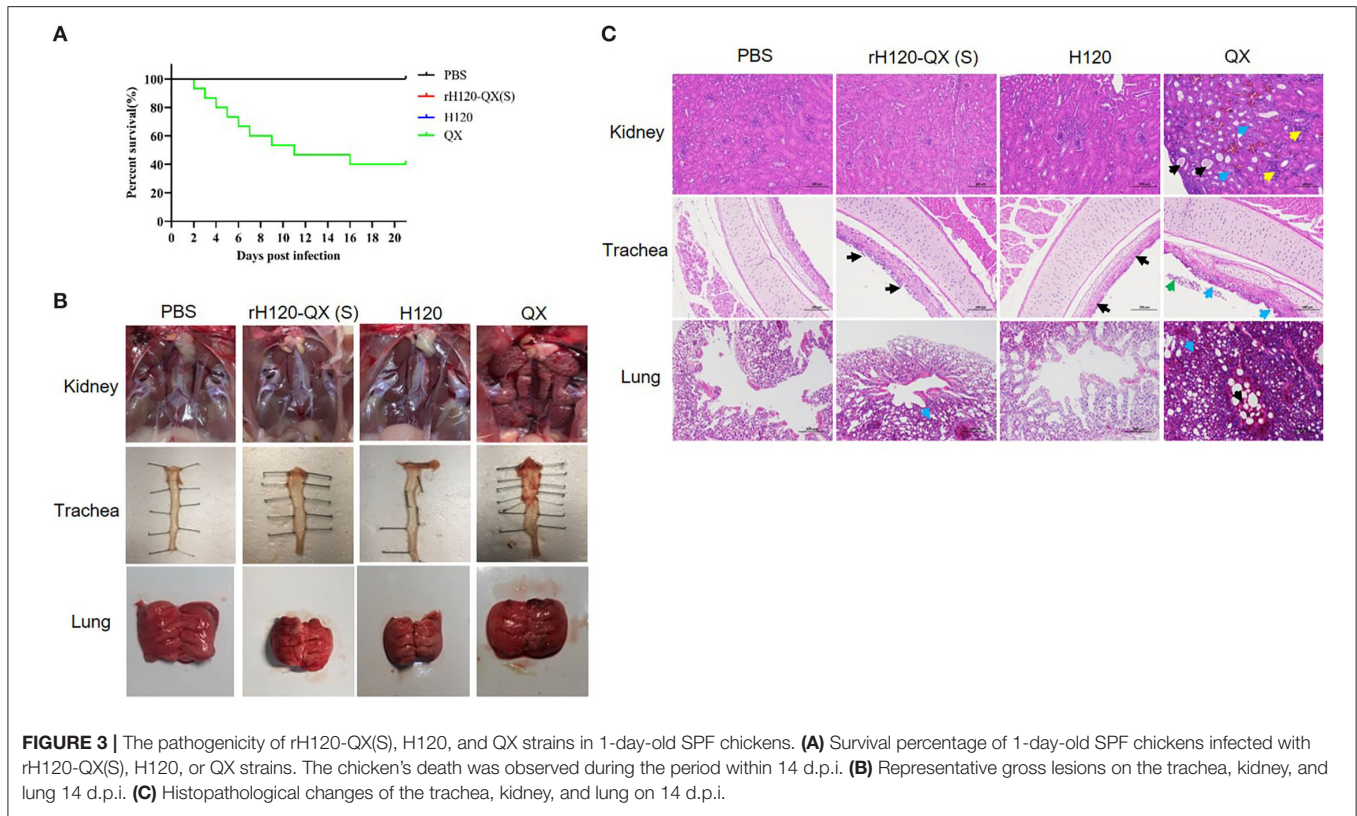 A
100
80
60
40
20
0
Percent survival(%)
0 2 4 6 8 10 12 14 16 18 20
Days post infection
PBS
rH120-QX(S)
H120
QX
B
PBS rH120-QX (S) H120 QX
Kidney
Trachea
Lung
C
PBS rH120-QX (S) H120 QX
Kidney
Trachea
Lung
FIGURE 3 | The pathogenicity of rH120-QX(S), H120, and QX strains in 1-day-old SPF chickens. (A) Survival percentage of 1-day-old SPF chickens infected with
rH120-QX(S), H120, or QX strains. The chicken's death was observed during the period within 14 d.p.i. (B) Representative gross lesions on the trachea, kidney, and
lung 14 d.p.i. (C) Histopathological changes of the trachea, kidney, and lung on 14 d.p.i.